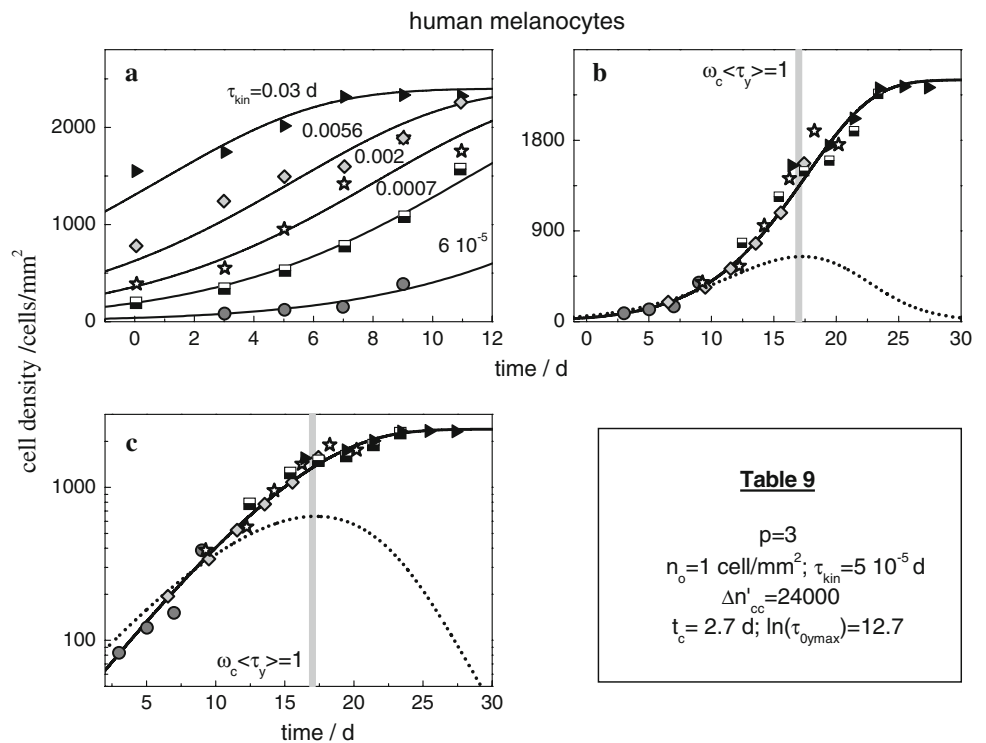 human melanocytes
a
τkin=0.03 d
0.0056
0.002
0.0007
6 10⁻⁵
2000
1000
0
0 2 4 6 8 10 12
b
ωc<τy>=1
1800
900
0
0 5 10 15 20 25 30
time / d
cell density /cells/mm²
c
ωc<τy>=1
1000
100
5 10 15 20 25 30
time / d
Table 9
p=3
no=1 cell/mm²; τkin=5 10⁻⁵ d
Δn'cc=24000
tc= 2.7 d; ln(τ0ymax)=12.7